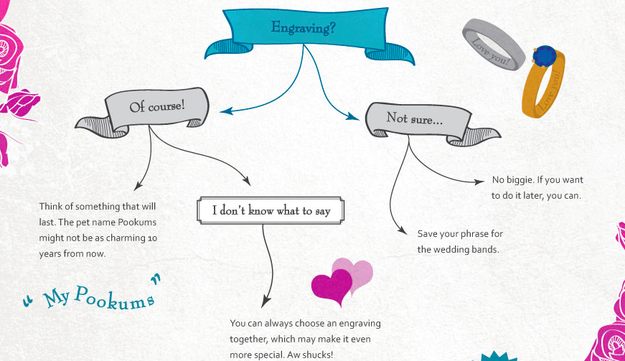 Engraving?
Love you!
Love you!
Of course!
Not sure...
No biggie. If you want
to do it later, you can.
Think of something that will
last. The pet name Pookums
might not be as charming 10
years from now.
I don't know what to say
Save your phrase for
the wedding bands.
“My Pookums”
You can always choose an engraving
together, which may make it even
more special. Aw shucks!